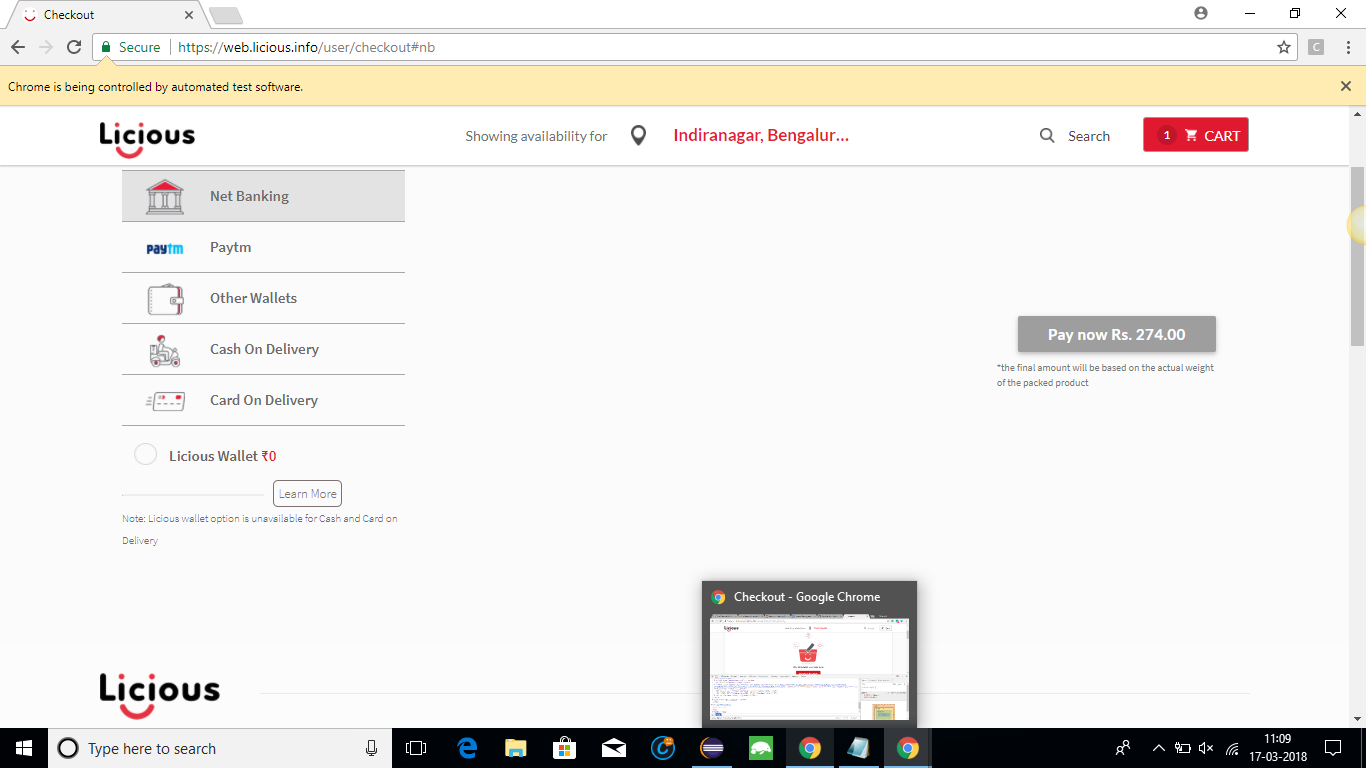 Checkout
Secure https://web.licious.info/user/checkout#nb
C
Chrome is being controlled by automated test software.
Licious
Showing availability for
Indiranagar, Bengalur...
Search
1 CART
Net Banking
paytm Paytm
Other Wallets
Cash On Delivery
Card On Delivery
Licious Wallet ₹0
Learn More
Note: Licious wallet option is unavailable for Cash and Card on
Delivery
Pay now Rs. 274.00
*the final amount will be based on the actual weight
of the packed product
Checkout - Google Chrome
Licious
Licious
Type here to search
11:09
17-03-2018